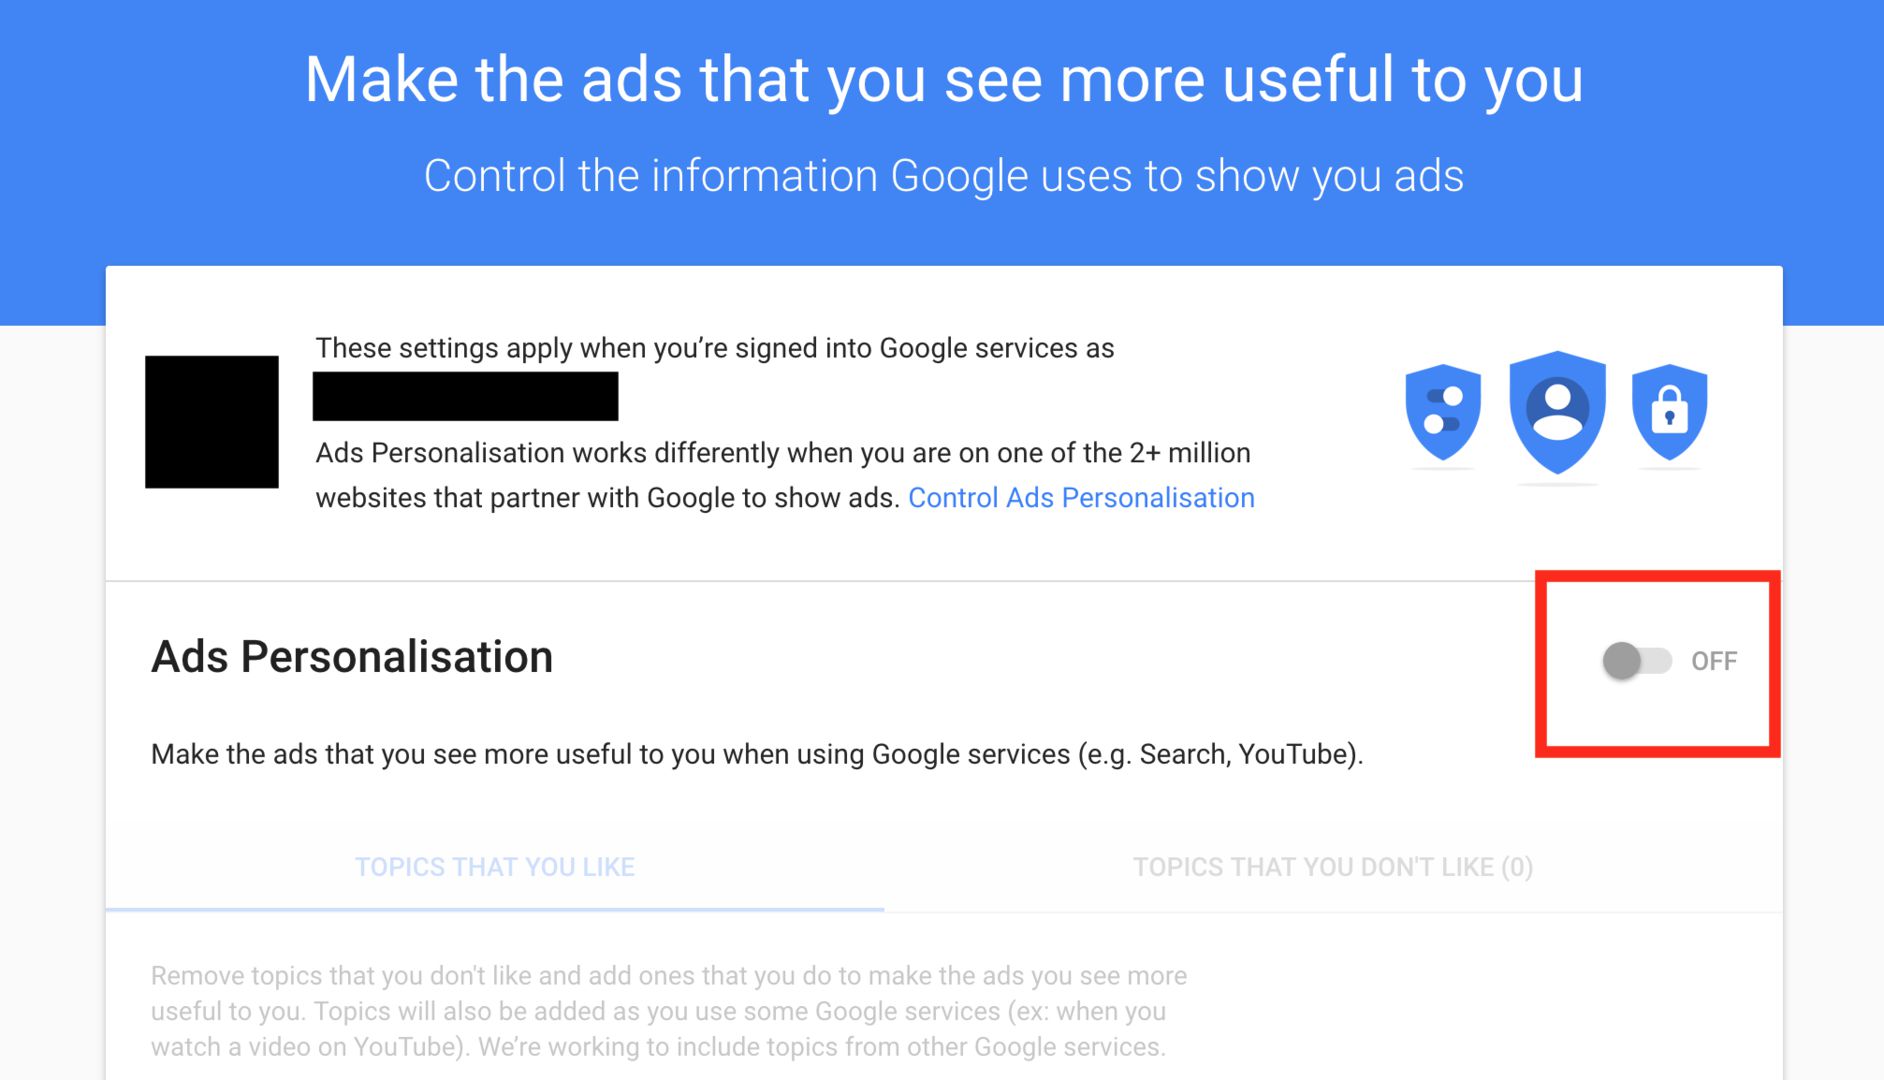 Make the ads that you see more useful to you
Control the information Google uses to show you ads
These settings apply when you’re signed into Google services as
Ads Personalisation works differently when you are on one of the 2+ million
websites that partner with Google to show ads. Control Ads Personalisation
Ads Personalisation
OFF
Make the ads that you see more useful to you when using Google services (e.g. Search, YouTube).
TOPICS THAT YOU LIKE
TOPICS THAT YOU DON'T LIKE (0)
Remove topics that you don't like and add ones that you do to make the ads you see more
useful to you. Topics will also be added as you use some Google services (ex: when you
watch a video on YouTube). We’re working to include topics from other Google services.